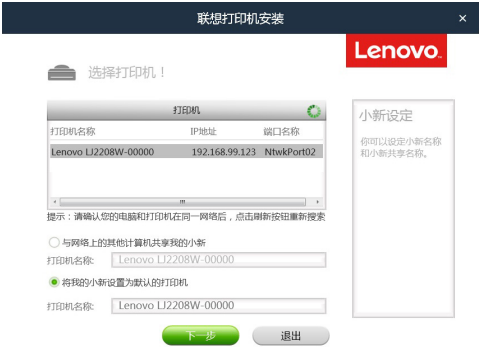 联想打印机安装
×
Lenovo
选择打印机！
打印机
打印机名称 IP地址 端口名称
Lenovo LJ2208W-00000 192.168.99.123 NtwkPort02
提示：请确认您的电脑和打印机在同一网络后，点击刷新按钮重新搜索
与网络上的其他计算机共享我的小新
打印机名称: Lenovo LJ2208W-00000
将我的小新设置为默认的打印机
打印机名称: Lenovo LJ2208W-00000
下一步 退出
小新设定
你可以设定小新名称
和小新共享名称。